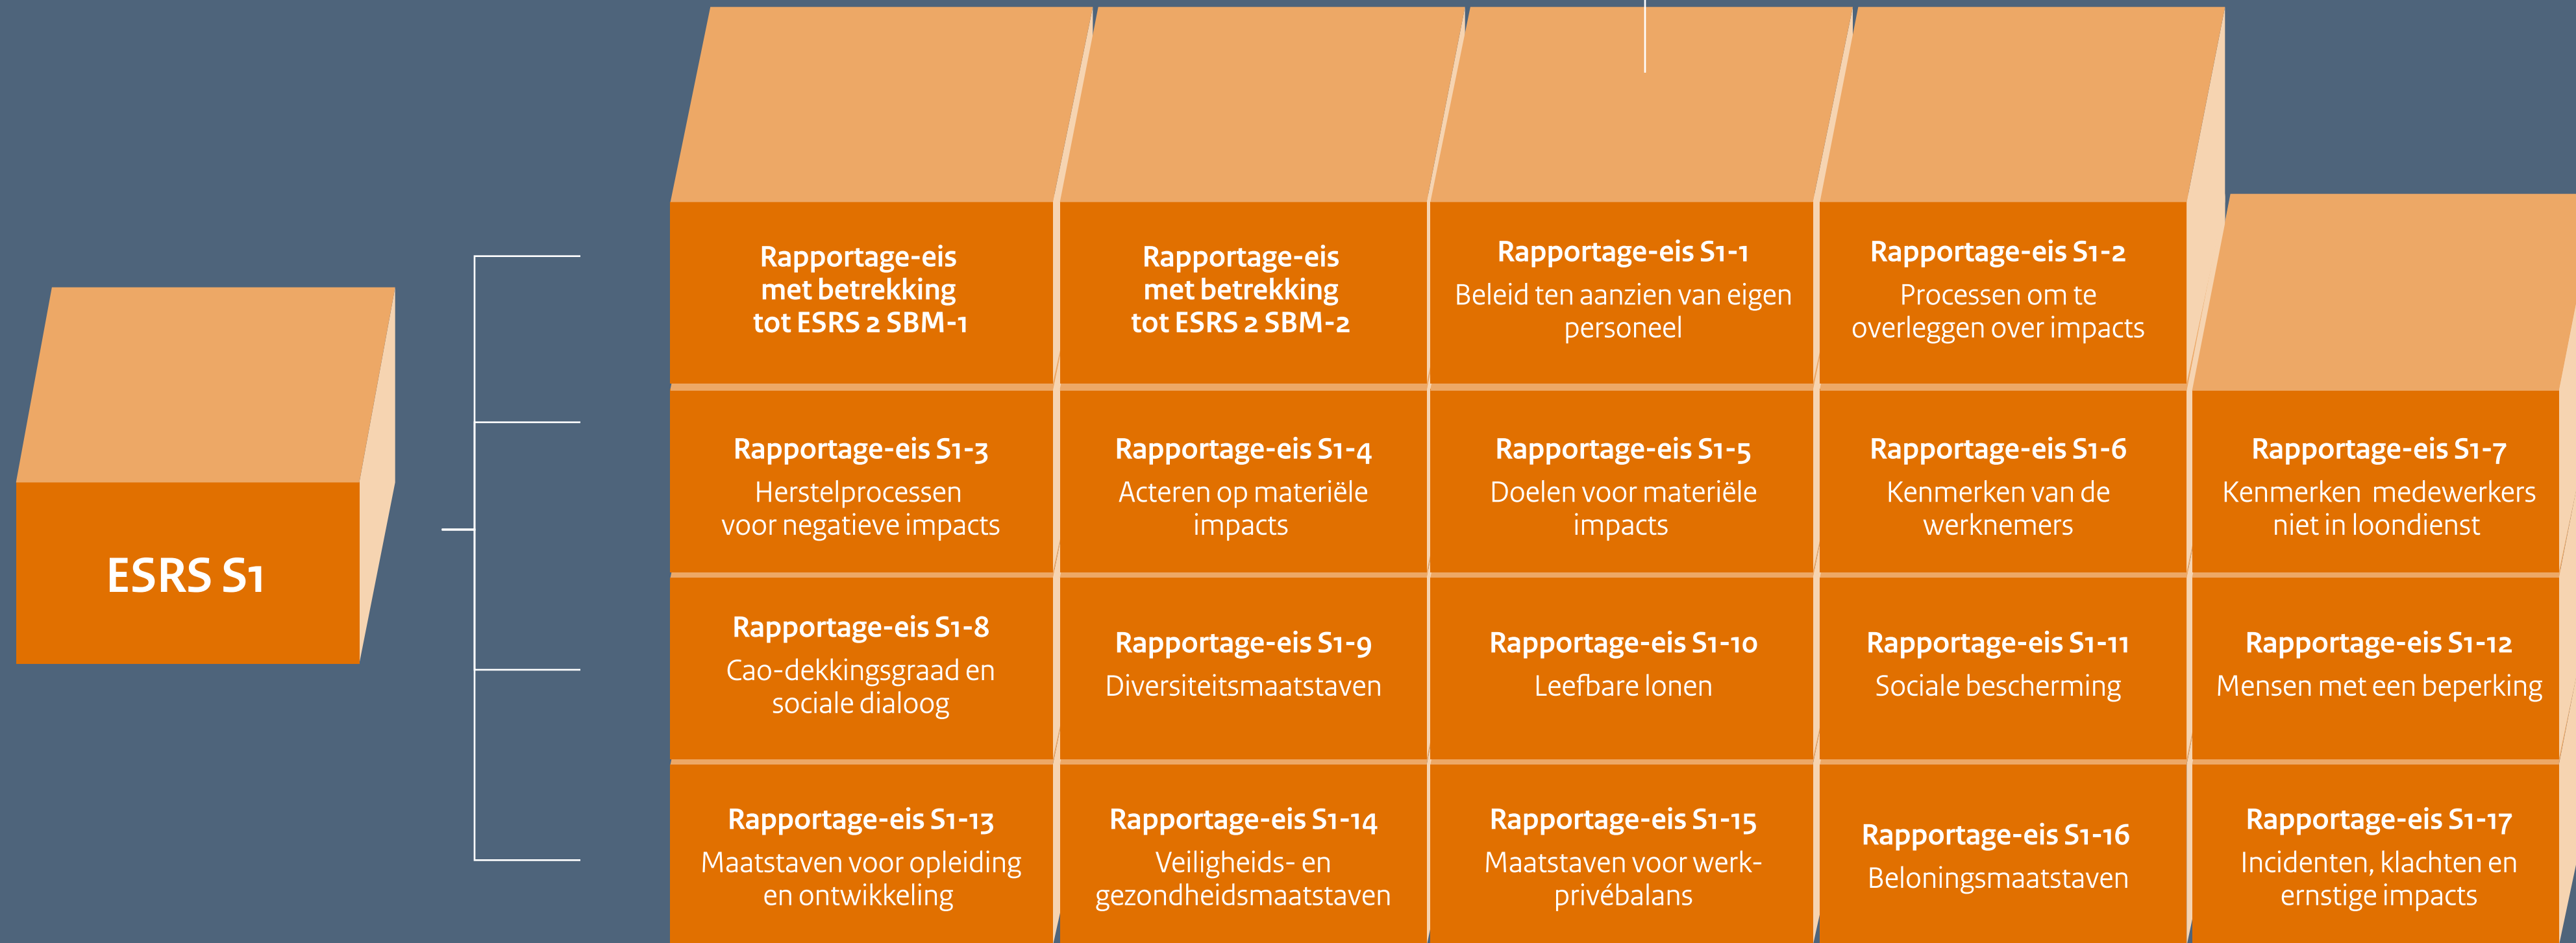 ESRS S1
Rapportage-eis
met betrekking
tot ESRS 2 SBM-1
Rapportage-eis
met betrekking
tot ESRS 2 SBM-2
Rapportage-eis S1-1
Beleid ten aanzien van eigen
personeel
Rapportage-eis S1-2
Processen om te
overleggen over impacts
Rapportage-eis S1-3
Herstelprocessen
voor negatieve impacts
Rapportage-eis S1-4
Acteren op materiële
impacts
Rapportage-eis S1-5
Doelen voor materiële
impacts
Rapportage-eis S1-6
Kenmerken van de
werknemers
Rapportage-eis S1-7
Kenmerken medewerkers
niet in loondienst
Rapportage-eis S1-8
Cao-dekkingsgraad en
sociale dialoog
Rapportage-eis S1-9
Diversiteitsmaatstaven
Rapportage-eis S1-10
Leefbare lonen
Rapportage-eis S1-11
Sociale bescherming
Rapportage-eis S1-12
Mensen met een beperking
Rapportage-eis S1-13
Maatstaven voor opleiding
en ontwikkeling
Rapportage-eis S1-14
Veiligheids- en
gezondheidsmaatstaven
Rapportage-eis S1-15
Maatstaven voor werk-
privébalans
Rapportage-eis S1-16
Beloningsmaatstaven
Rapportage-eis S1-17
Incidenten, klachten en
ernstige impacts